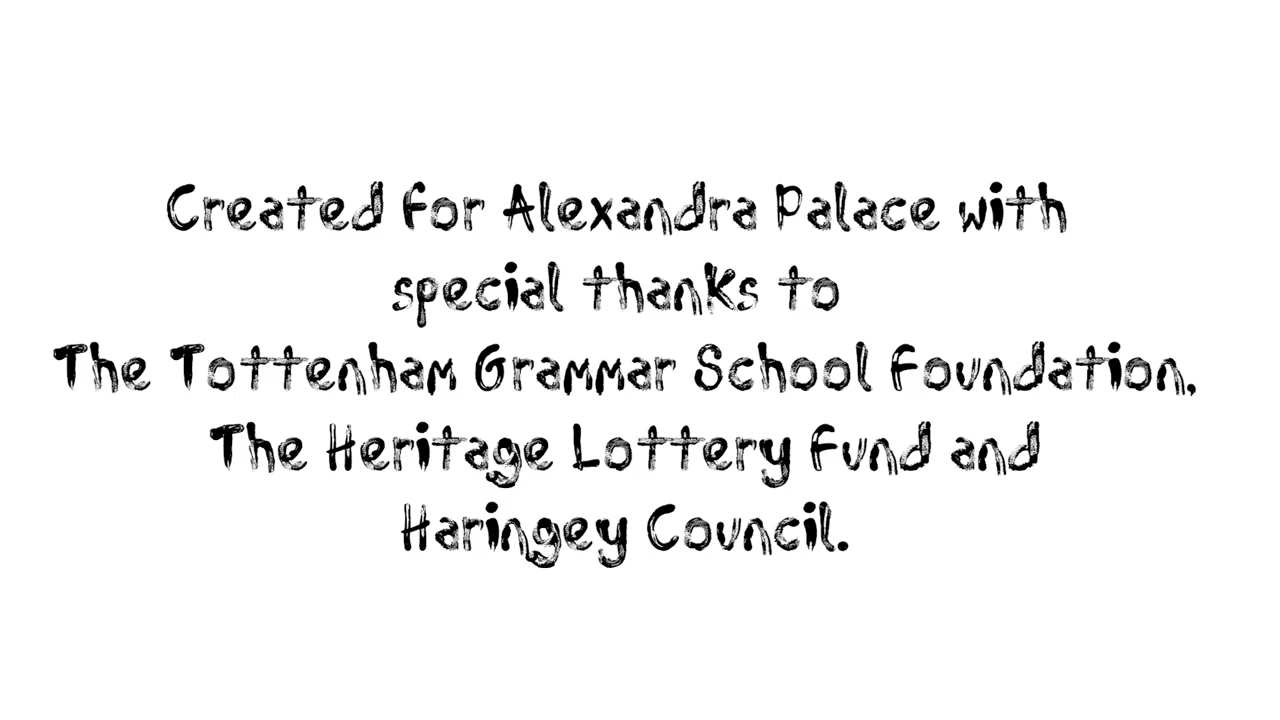 Created for Alexandra Palace with
special thanks to
The Tottenham Grammar School Foundation,
The Heritage Lottery Fund and
Haringey Council.